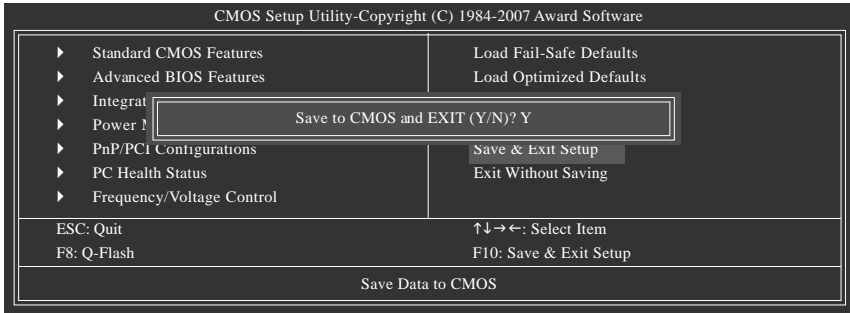 CMOS Setup Utility-Copyright (C) 1984-2007 Award Software
Standard CMOS Features
Advanced BIOS Features
PnP/PCI Configurations
PC Health Status
Frequency/Voltage Control
Load Fail-Safe Defaults
Load Optimized Defaults
Save & Exit Setup
Exit Without Saving
Save to CMOS and EXIT (Y/N)? Y
ESC: Quit
↑↓→←: Select Item
F8: Q-Flash
F10: Save & Exit Setup
Save Data to CMOS